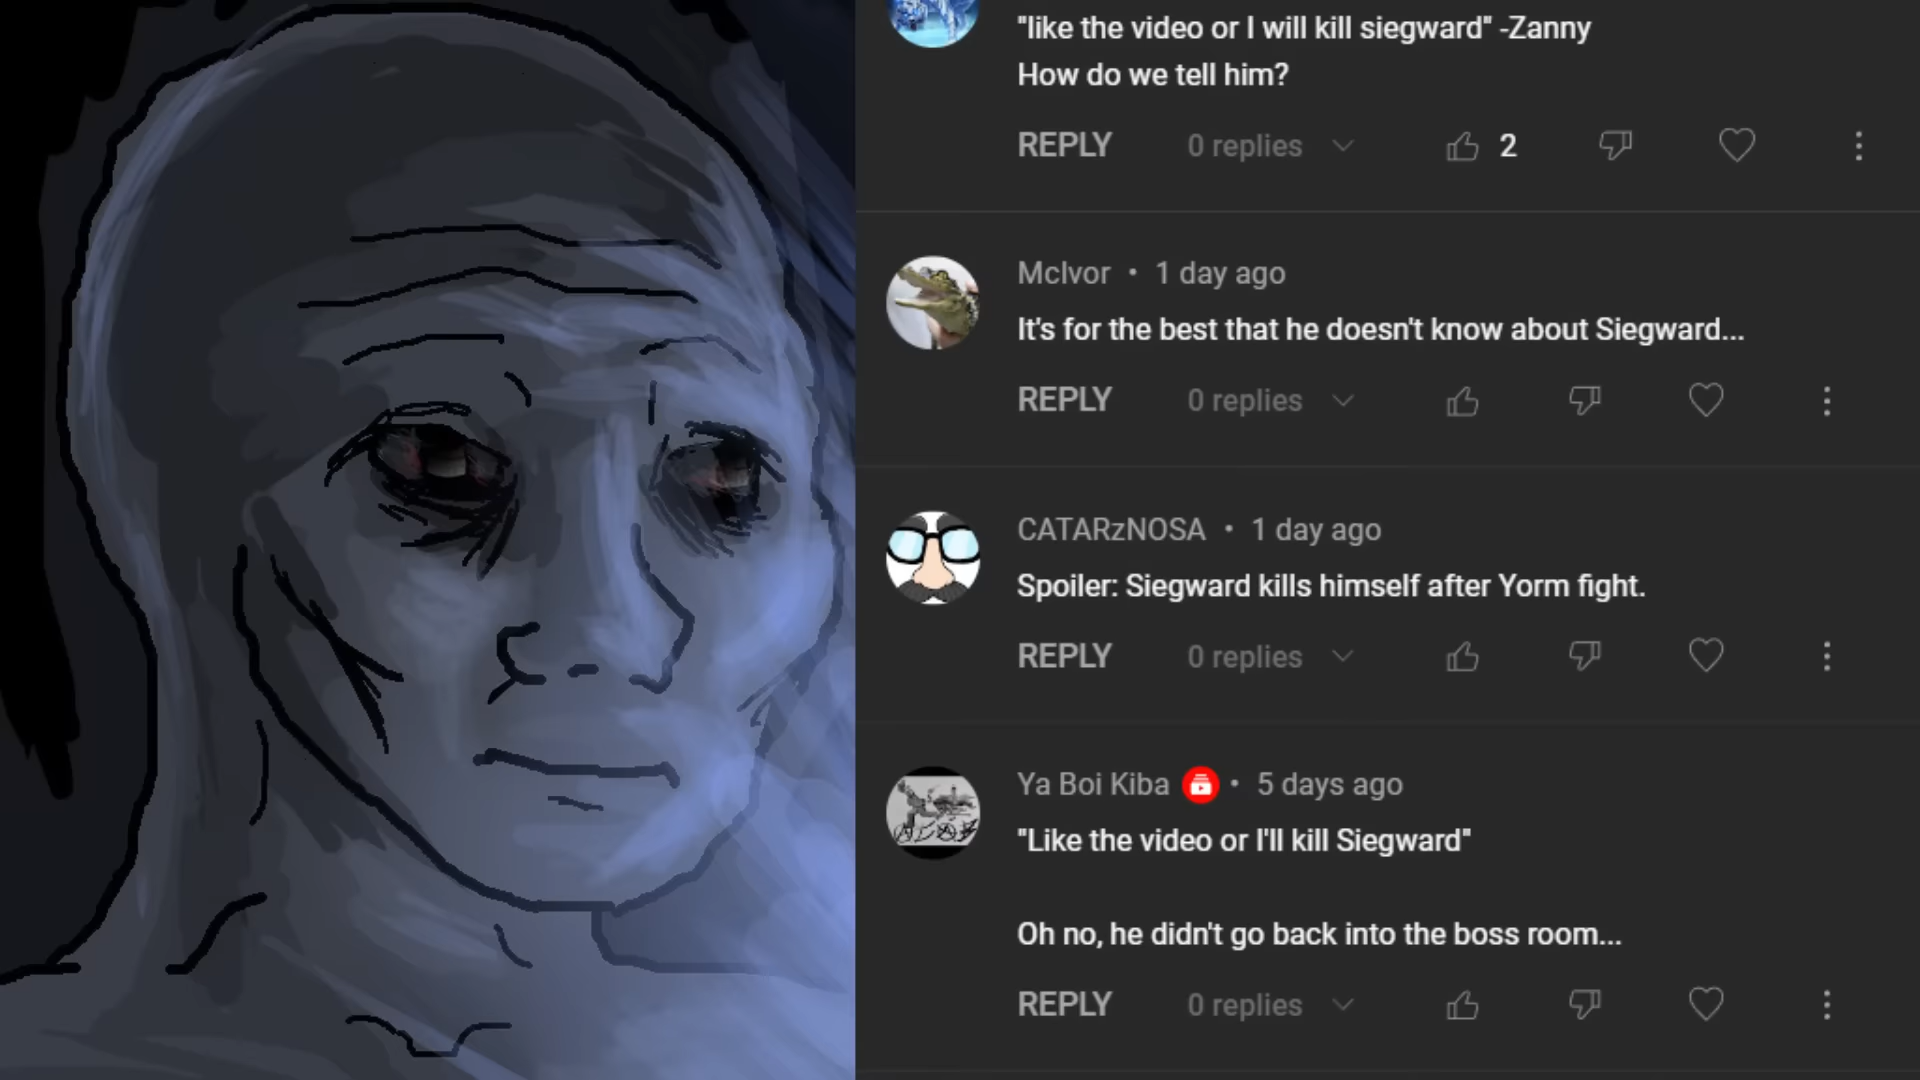 "like the video or I will kill siegward" -Zanny
How do we tell him?
REPLY 0 replies 2
McIvor • 1 day ago
It's for the best that he doesn't know about Siegward...
REPLY 0 replies
CATARzNOSA • 1 day ago
Spoiler: Siegward kills himself after Yorm fight.
REPLY 0 replies
Ya Boi Kiba • 5 days ago
"Like the video or I'll kill Siegward"
Oh no, he didn't go back into the boss room...
REPLY 0 replies